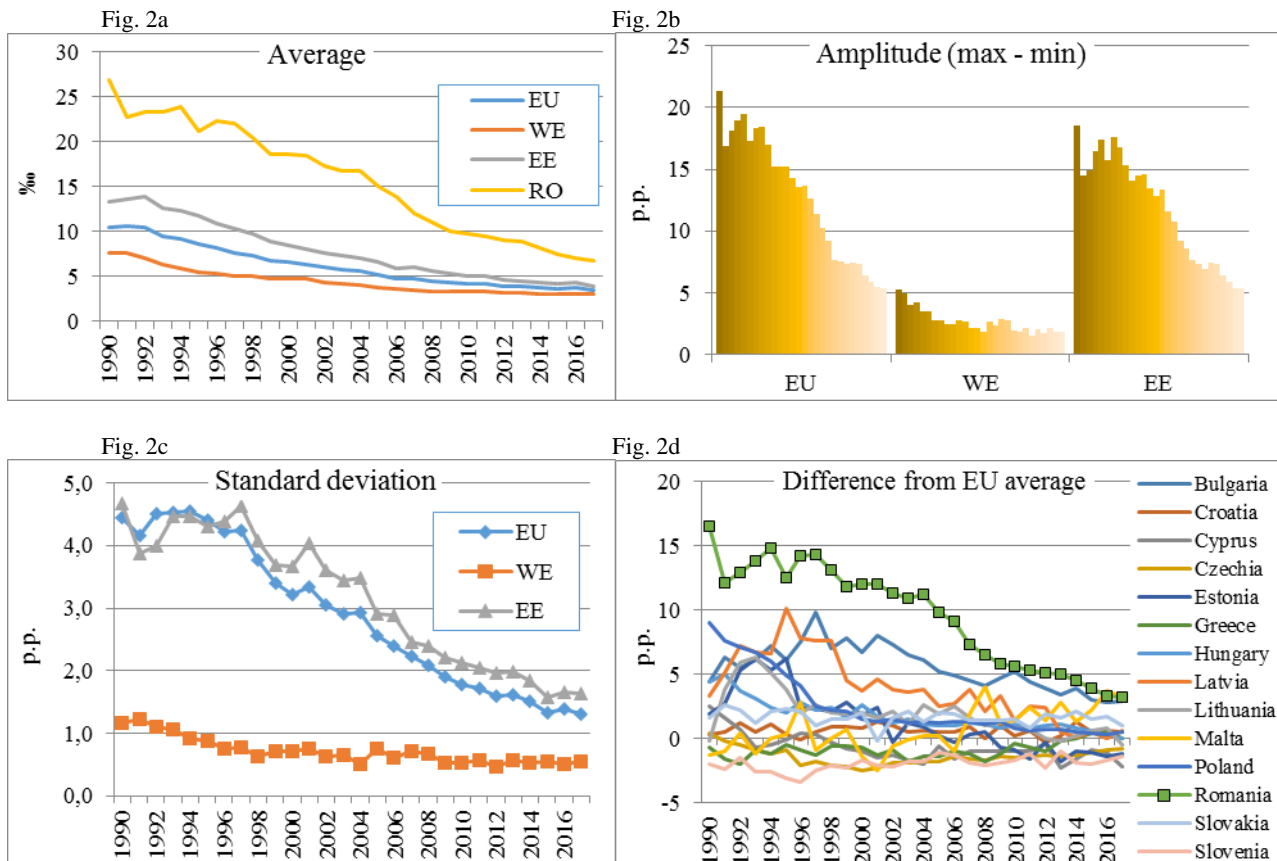 Fig. 2a
Average
30
25
20
15
10
5
0
‰
EU
WE
EE
RO
1990
1992
1994
1996
1998
2000
2002
2004
2006
2008
2010
2012
2014
2016
Fig. 2b
Amplitude (max - min)
25
20
15
10
5
0
p.p.
EU
WE
EE
Fig. 2c
Standard deviation
5,0
4,0
3,0
2,0
1,0
0,0
p.p.
EU
WE
EE
1990
1992
1994
1996
1998
2000
2002
2004
2006
2008
2010
2012
2014
2016
Fig. 2d
Difference from EU average
20
15
10
5
0
-5
p.p.
1990
1992
1994
1996
1998
2000
2002
2004
2006
2008
2010
2012
2014
2016
Bulgaria
Croatia
Cyprus
Czechia
Estonia
Greece
Hungary
Latvia
Lithuania
Malta
Poland
Romania
Slovakia
Slovenia